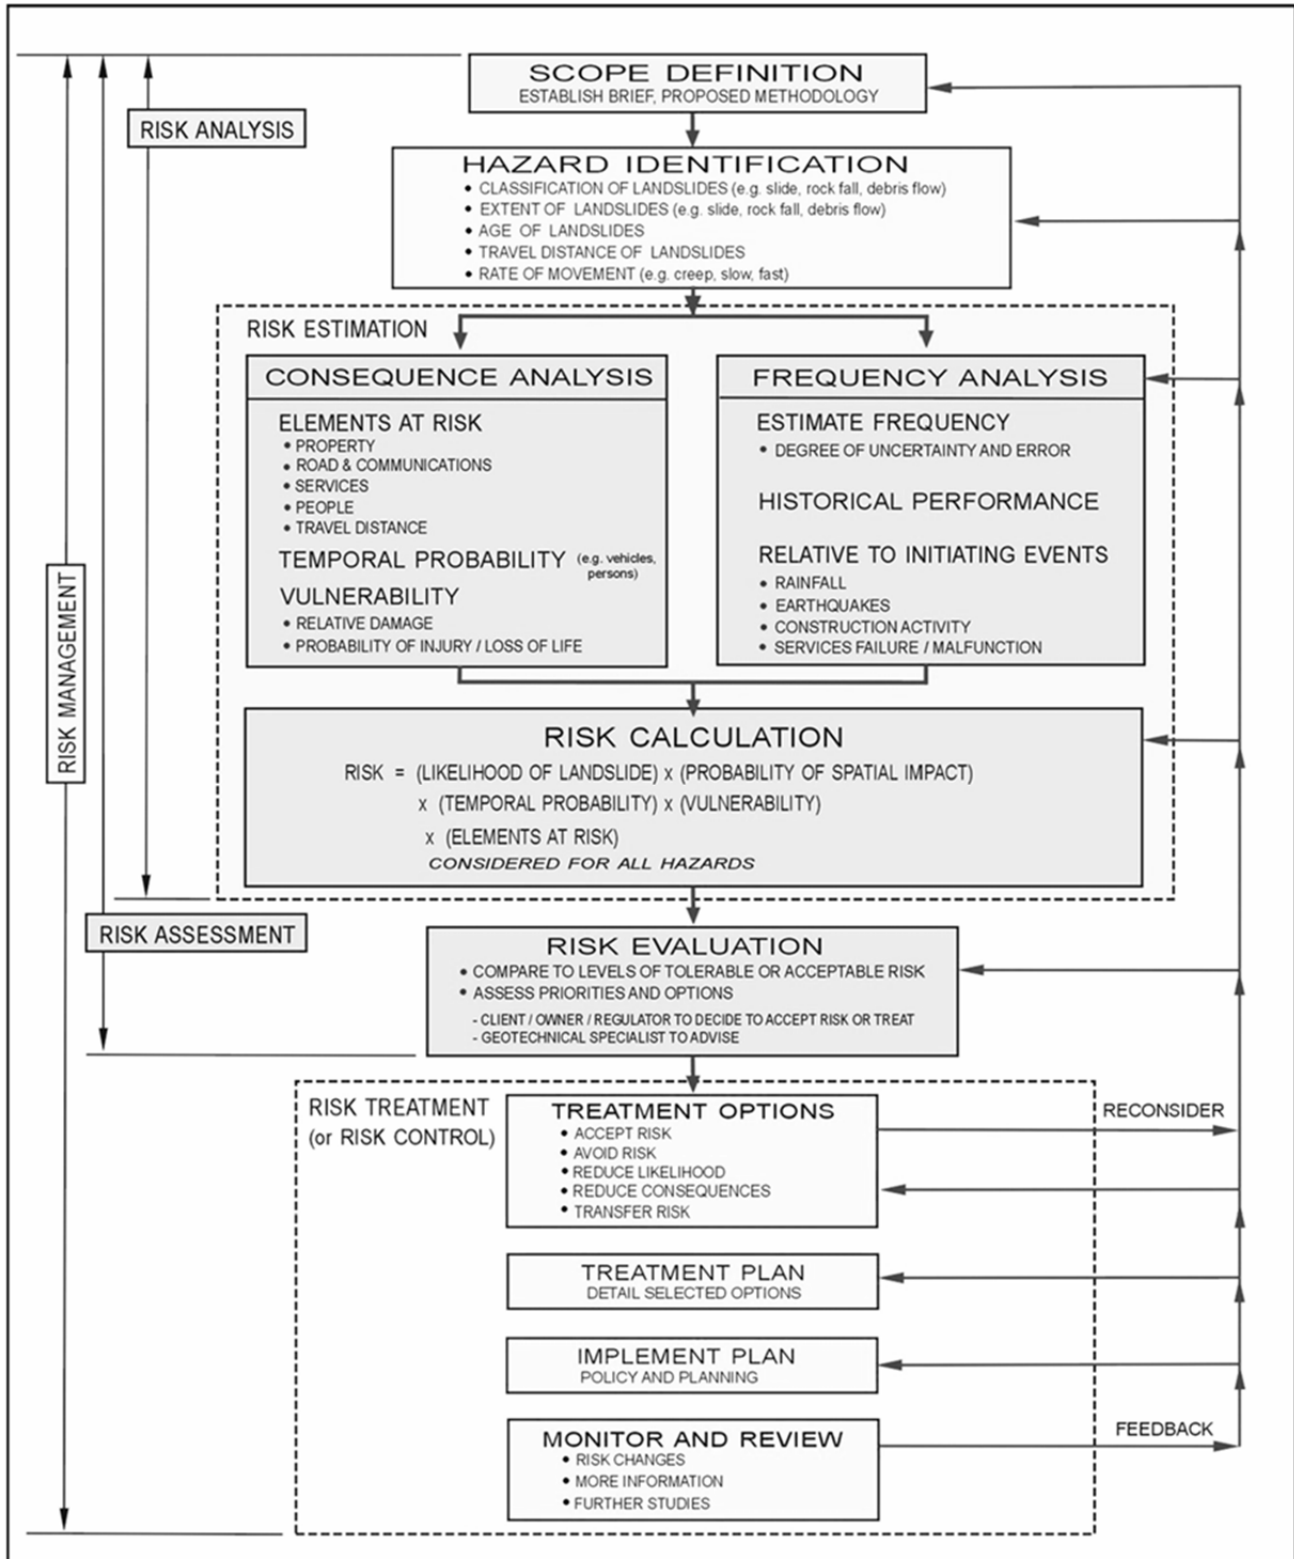 SCOPE DEFINITION
ESTABLISH BRIEF, PROPOSED METHODOLOGY
RISK ANALYSIS
HAZARD IDENTIFICATION
• CLASSIFICATION OF LANDSLIDES (e.g. slide, rock fall, debris flow)
• EXTENT OF LANDSLIDES (e.g. slide, rock fall, debris flow)
• AGE OF LANDSLIDES
• TRAVEL DISTANCE OF LANDSLIDES
• RATE OF MOVEMENT (e.g. creep, slow, fast)
RISK ESTIMATION
CONSEQUENCE ANALYSIS
ELEMENTS AT RISK
• PROPERTY
• ROAD & COMMUNICATIONS
• SERVICES
• PEOPLE
• TRAVEL DISTANCE
TEMPORAL PROBABILITY (e.g. vehicles,
persons)
VULNERABILITY
• RELATIVE DAMAGE
• PROBABILITY OF INJURY / LOSS OF LIFE
FREQUENCY ANALYSIS
ESTIMATE FREQUENCY
• DEGREE OF UNCERTAINTY AND ERROR
HISTORICAL PERFORMANCE
RELATIVE TO INITIATING EVENTS
• RAINFALL
• EARTHQUAKES
• CONSTRUCTION ACTIVITY
• SERVICES FAILURE / MALFUNCTION
RISK MANAGEMENT
RISK CALCULATION
RISK = (LIKELIHOOD OF LANDSLIDE) x (PROBABILITY OF SPATIAL IMPACT)
x (TEMPORAL PROBABILITY) x (VULNERABILITY)
x (ELEMENTS AT RISK)
CONSIDERED FOR ALL HAZARDS
RISK ASSESSMENT
RISK EVALUATION
• COMPARE TO LEVELS OF TOLERABLE OR ACCEPTABLE RISK
• ASSESS PRIORITIES AND OPTIONS
- CLIENT / OWNER / REGULATOR TO DECIDE TO ACCEPT RISK OR TREAT
- GEOTECHNICAL SPECIALIST TO ADVISE
RISK TREATMENT
(or RISK CONTROL)
TREATMENT OPTIONS
• ACCEPT RISK
• AVOID RISK
• REDUCE LIKELIHOOD
• REDUCE CONSEQUENCES
• TRANSFER RISK
RECONSIDER
TREATMENT PLAN
DETAIL SELECTED OPTIONS
IMPLEMENT PLAN
POLICY AND PLANNING
MONITOR AND REVIEW
• RISK CHANGES
• MORE INFORMATION
• FURTHER STUDIES
FEEDBACK